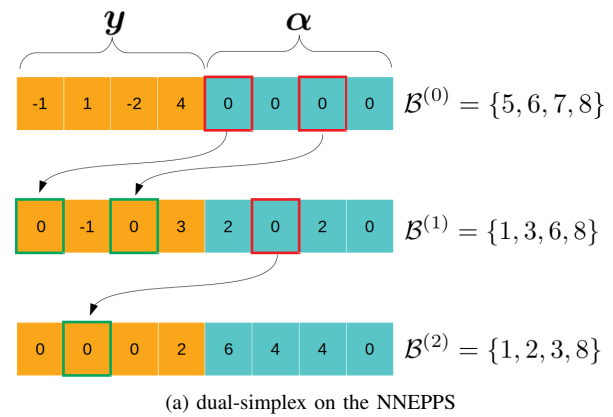 y α
-1 1 -2 4 0 0 0 0 B^(0) = {5, 6, 7, 8}
0 -1 0 3 2 0 2 0 B^(1) = {1, 3, 6, 8}
0 0 0 2 6 4 4 0 B^(2) = {1, 2, 3, 8}
(a) dual-simplex on the NNEPPS